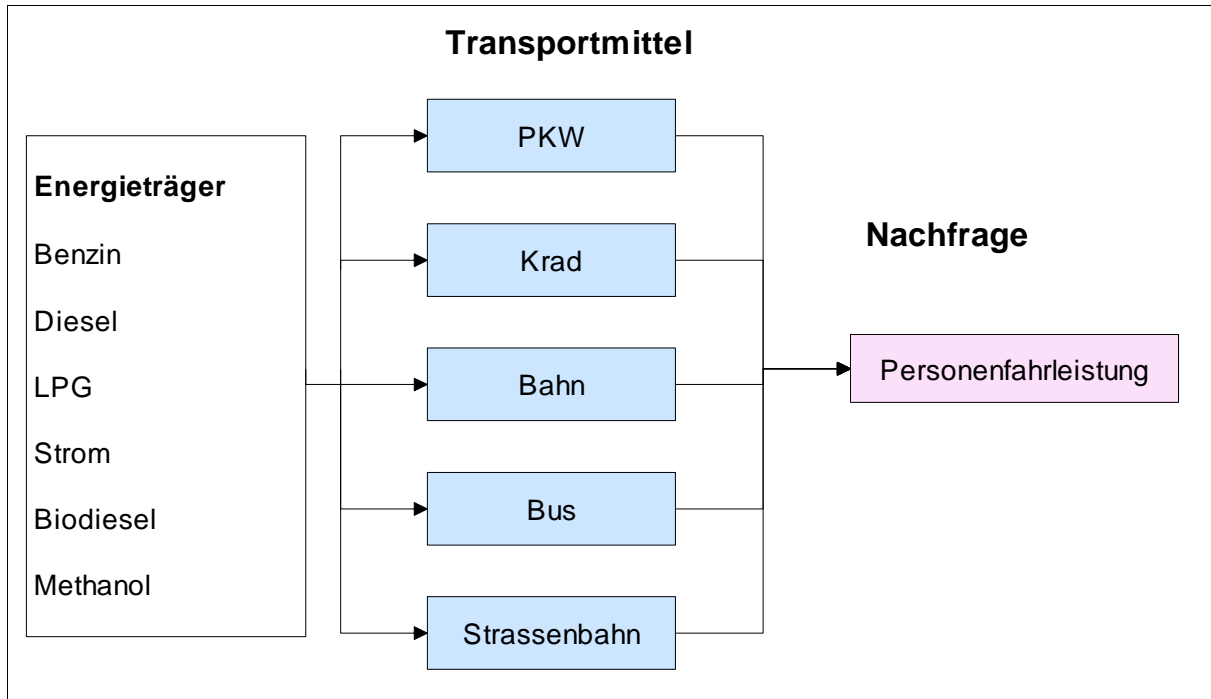 Transportmittel
Energieträger
Benzin
Diesel
LPG
Strom
Biodiesel
Methanol
PKW
Krad
Bahn
Bus
Strassenbahn
Nachfrage
Personenfahrleistung